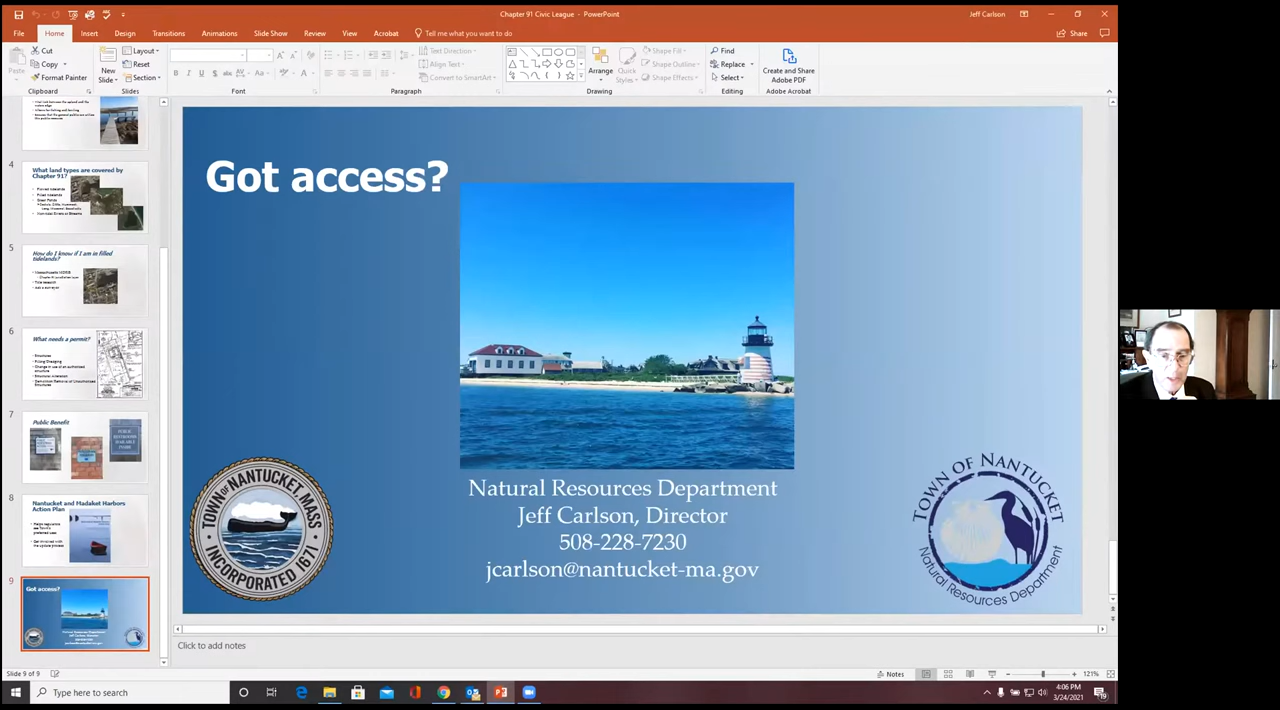 Chapter 91 Civic League - PowerPoint
Jeff Carlson
File Home Insert Design Transitions Animations Slide Show Review View Acrobat Tell me what you want to do Share
Cut
Copy
Format Painter
Paste
Clipboard
New
Slide
Layout
Reset
Section
Slides
B I U S abc AV Aa A
Font
Text Direction
Align Text
Convert to SmartArt
Paragraph
Arrange
Quick
Styles
Shape Fill
Shape Outline
Shape Effects
Drawing
Find
Replace
Select
Editing
Create and Share
Adobe PDF
Adobe Acrobat
4
What land types are covered by
Chapter 91?
5
How do I know if I am in filled
tidelands?
6
What needs a permit?
7
Public Benefit
8
Nantucket and Madaket Harbors
Action Plan
9
Got access?
Got access?
TOWN OF NANTUCKET MASS
INCORPORATED 1671
Natural Resources Department
Jeff Carlson, Director
508-228-7230
jcarlson@nantucket-ma.gov
TOWN OF NANTUCKET
Natural Resources Department
Click to add notes
Slide 9 of 9
Notes
121%
Type here to search
4:06 PM
3/24/2021